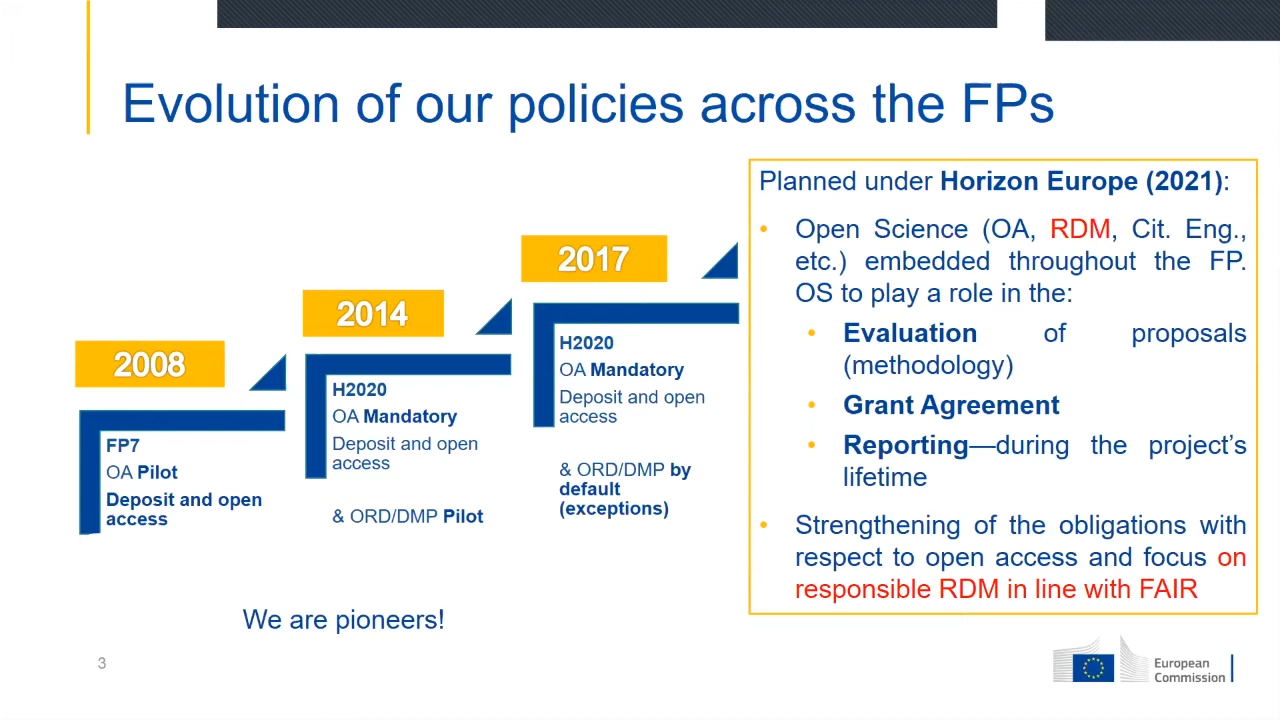 Evolution of our policies across the FPs
2008
FP7
OA Pilot
Deposit and open
access
2014
H2020
OA Mandatory
Deposit and open
access
& ORD/DMP Pilot
2017
H2020
OA Mandatory
Deposit and open
access
& ORD/DMP by
default
(exceptions)
We are pioneers!
Planned under Horizon Europe (2021):
• Open Science (OA, RDM, Cit. Eng.,
etc.) embedded throughout the FP.
OS to play a role in the:
• Evaluation of proposals
(methodology)
• Grant Agreement
• Reporting—during the project’s
lifetime
• Strengthening of the obligations with
respect to open access and focus on
responsible RDM in line with FAIR
3
European
Commission